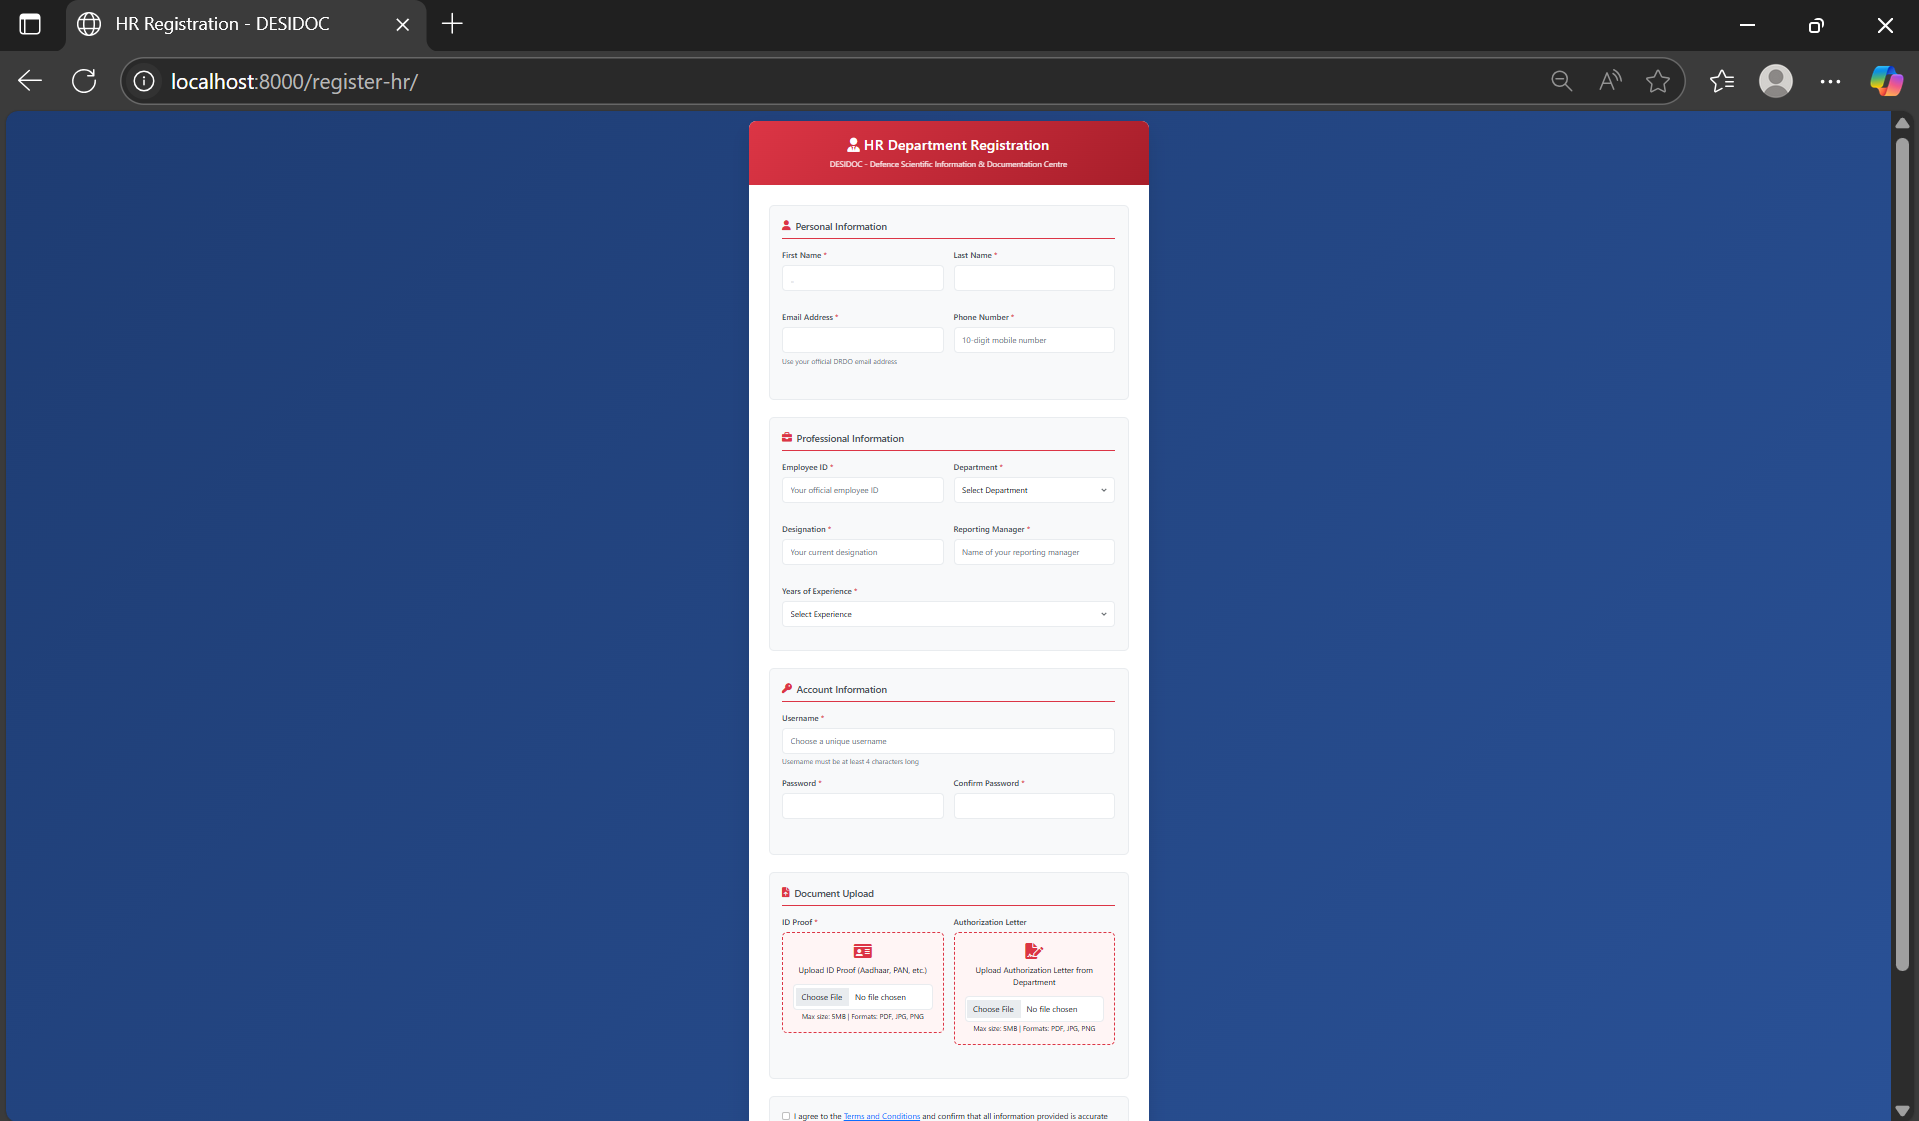 HR Registration - DESIDOC
localhost:8000/register-hr/
HR Department Registration
DESIDOC - Defence Scientific Information & Documentation Centre
Personal Information
First Name *
Last Name *
Email Address *
Phone Number *
10-digit mobile number
Use your official DRDO email address
Professional Information
Employee ID *
Department *
Your official employee ID
Select Department
Designation *
Reporting Manager *
Your current designation
Name of your reporting manager
Years of Experience *
Select Experience
Account Information
Username *
Choose a unique username
Username must be at least 4 characters long
Password *
Confirm Password *
Document Upload
ID Proof *
Authorization Letter
Upload ID Proof (Aadhaar, PAN, etc.)
Choose File No file chosen
Max size: 5MB | Formats: PDF, JPG, PNG
Upload Authorization Letter from
Department
Choose File No file chosen
Max size: 5MB | Formats: PDF, JPG, PNG
I agree to the Terms and Conditions and confirm that all information provided is accurate